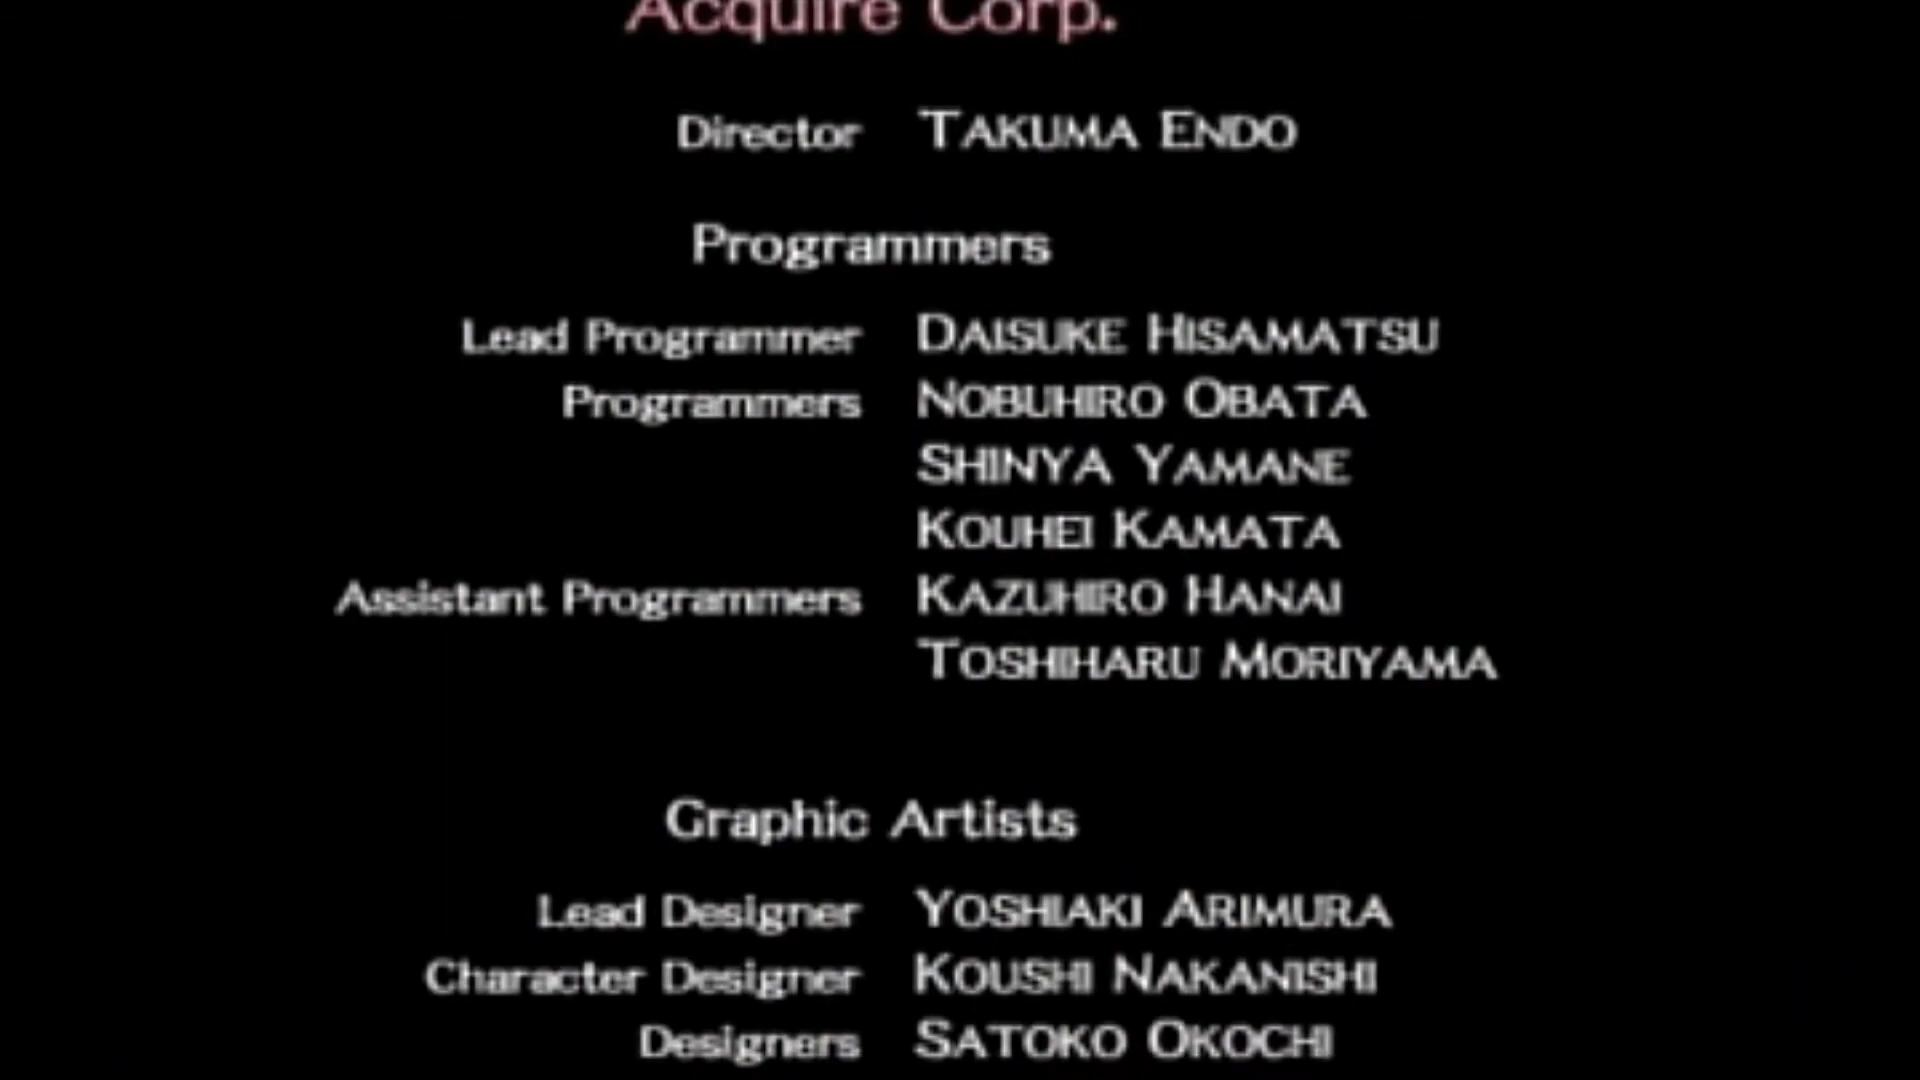 Acquire Corp.
Director TAKUMA ENDO
Programmers
Lead Programmer DAISUKE HISAMATSU
Programmers NOBUHIRO OBATA
SHINYA YAMANE
KOUHEI KAMATA
Assistant Programmers KAZUHIRO HANAI
TOSHIHARU MORIYAMA
Graphic Artists
Lead Designer YOSHIAKI ARIMURA
Character Designer KOUSHI NAKANISHI
Designers SATOKO OKOCHI